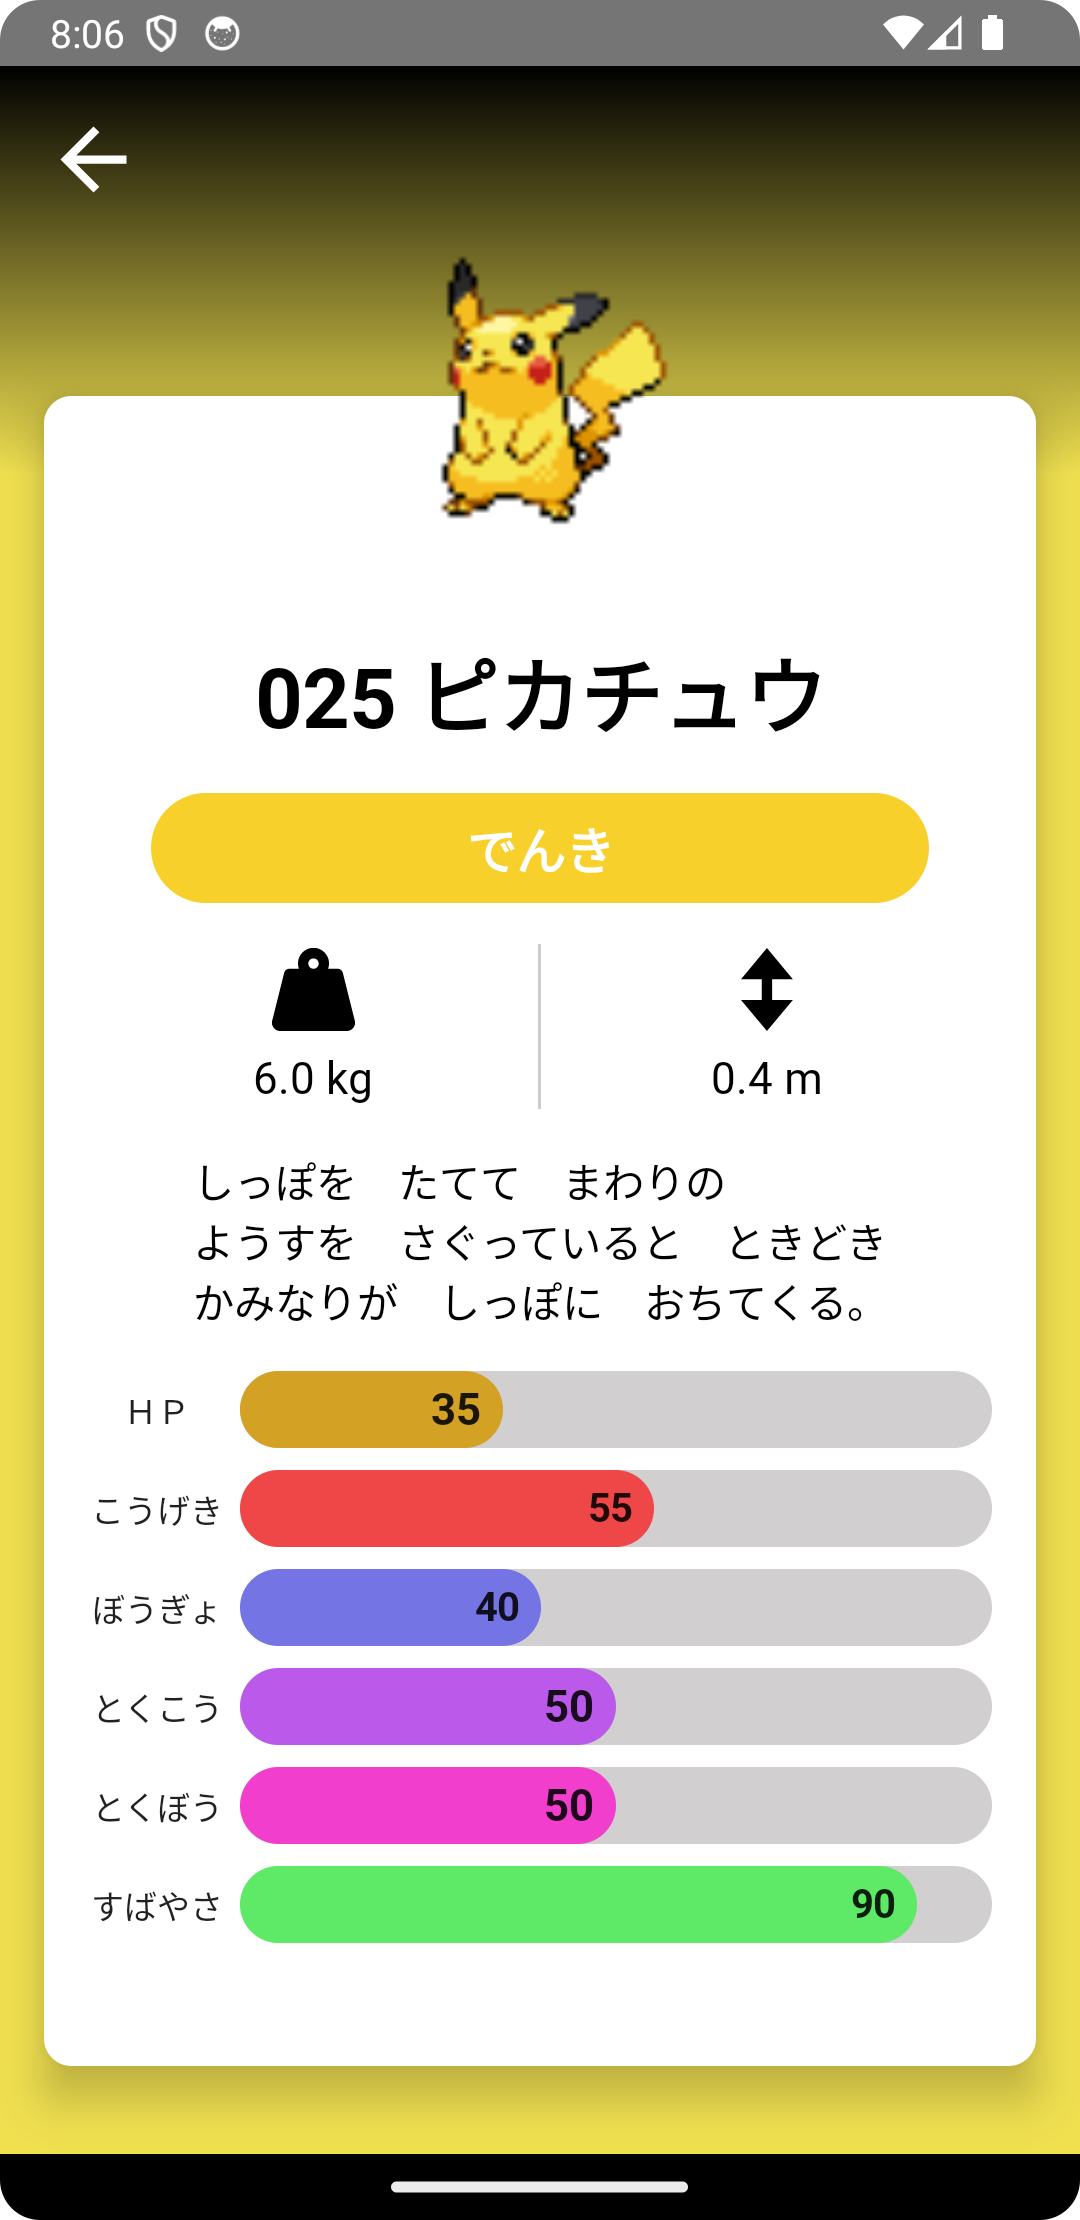 8:06
025 ピカチュウ
でんき
6.0 kg
0.4 m
しっぽを　たてて　まわりの
ようすを　さぐっていると　ときどき
かみなりが　しっぽに　おちてくる。
ＨＰ 35
こうげき 55
ぼうぎょ 40
とくこう 50
とくぼう 50
すばやさ 90